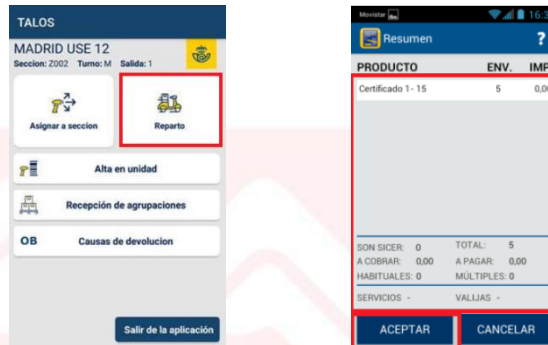 TALOS
MADRID USE 12
Seccion: Z002 Turno: M Salida: 1
Asignar a seccion
Reparto
Alta en unidad
Recepción de agrupaciones
OB Causas de devolucion
Salir de la aplicación
Movistar
Resumen ?
PRODUCTO ENV.
Certificado 1- 15 5
SON SICER: 0 TOTAL: 5
A COBRAR: 0,00 A PAGAR: 0,00
HABITUALES: 0 MÚLTIPLES: 0
SERVICIOS - VALIJAS -
ACEPTAR CANCELAR